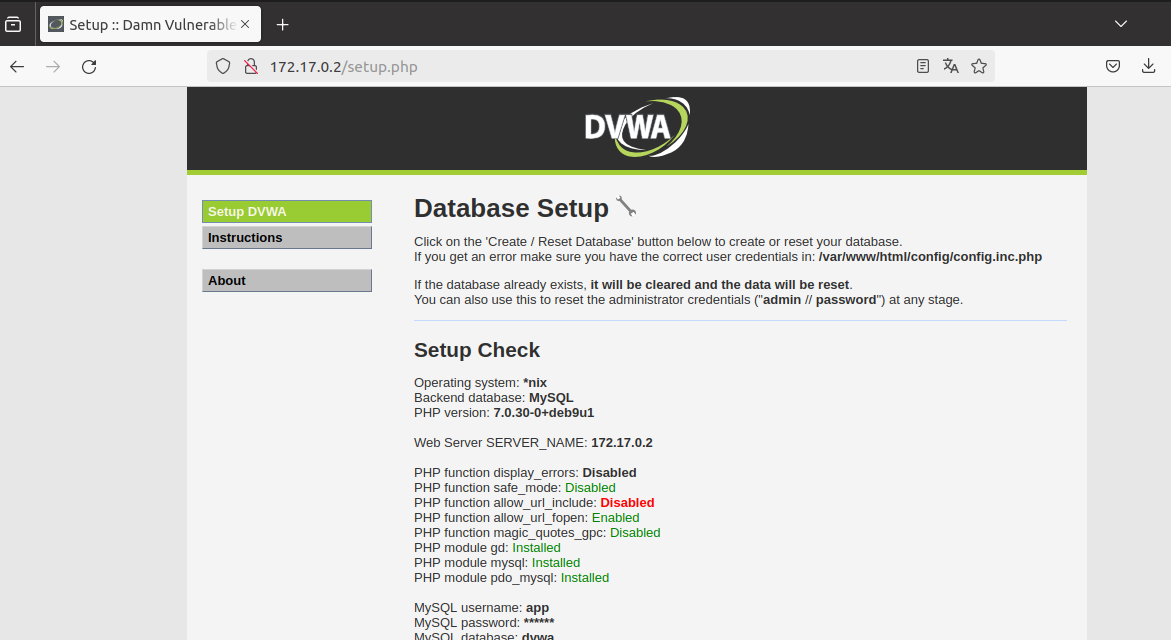 Setup :: Damn Vulnerable
172.17.0.2/setup.php
DVWA
Setup DVWA
Instructions
About
Database Setup
Click on the 'Create / Reset Database' button below to create or reset your database.
If you get an error make sure you have the correct user credentials in: /var/www/html/config/config.inc.php
If the database already exists, it will be cleared and the data will be reset.
You can also use this to reset the administrator credentials ("admin // password") at any stage.
Setup Check
Operating system: *nix
Backend database: MySQL
PHP version: 7.0.30-0+deb9u1
Web Server SERVER_NAME: 172.17.0.2
PHP function display_errors: Disabled
PHP function safe_mode: Disabled
PHP function allow_url_include: Disabled
PHP function allow_url_fopen: Enabled
PHP function magic_quotes_gpc: Disabled
PHP module gd: Installed
PHP module mysql: Installed
PHP module pdo_mysql: Installed
MySQL username: app
MySQL password: ******
MySQL database: dvwa